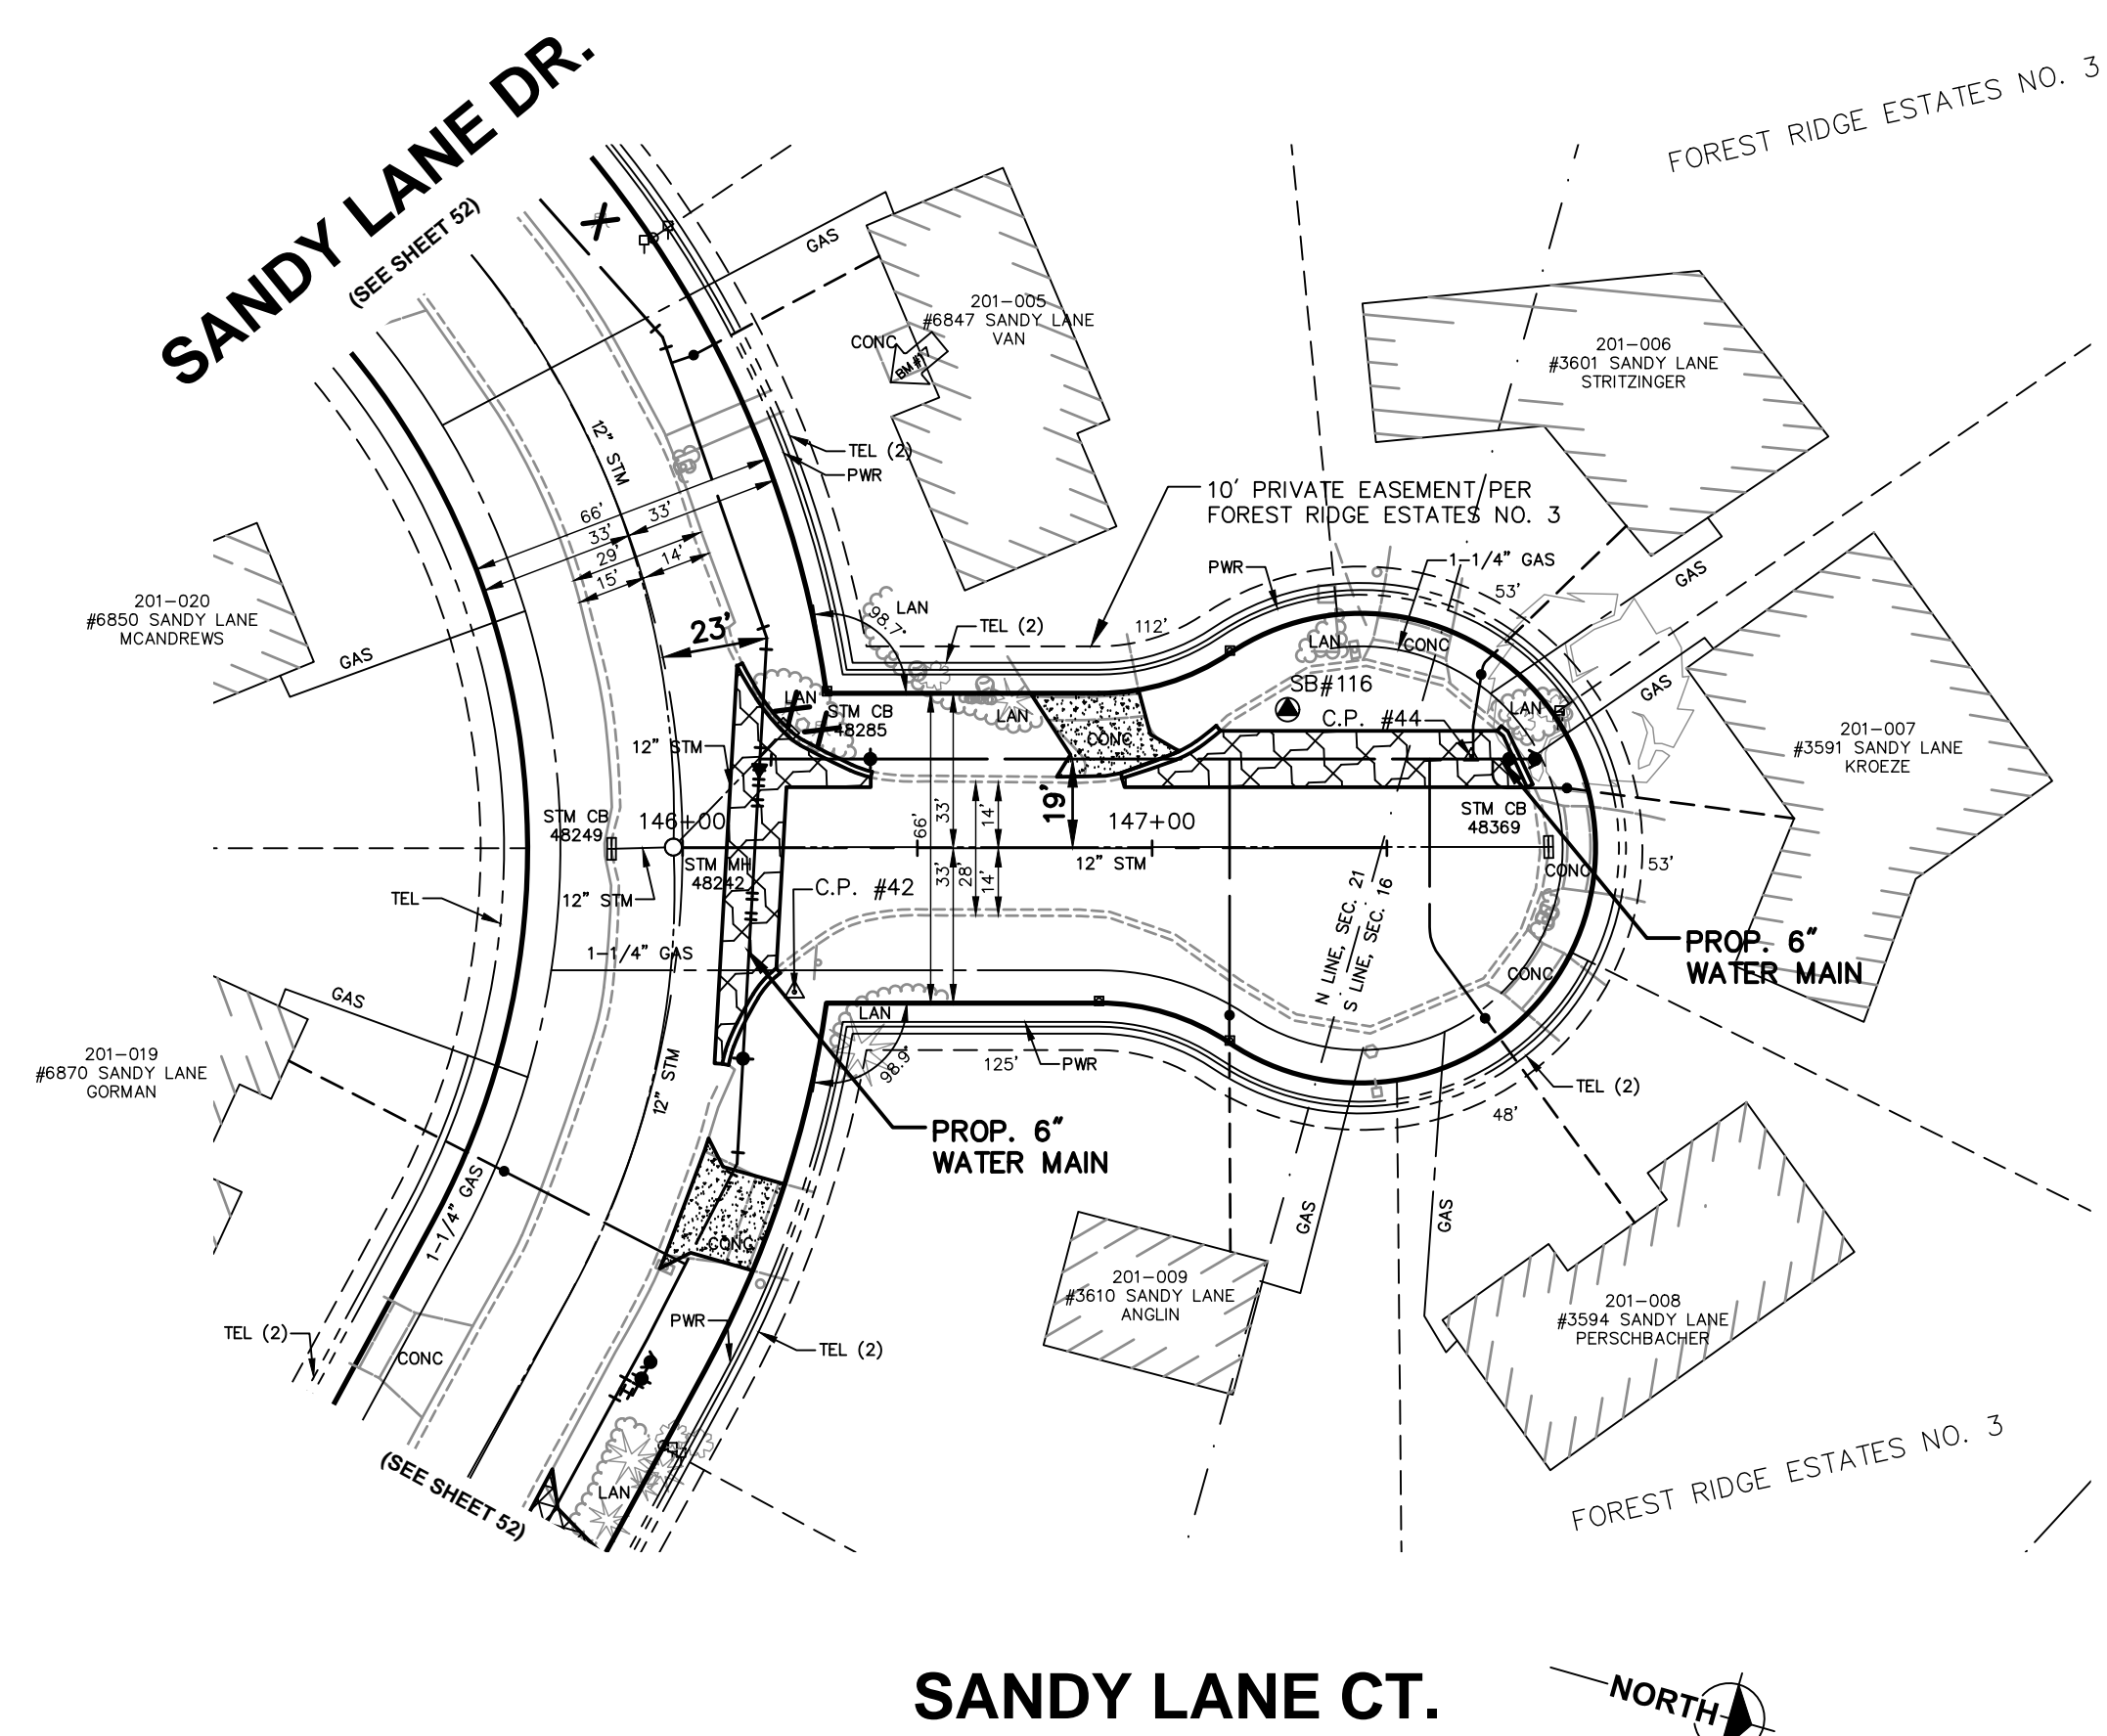 SANDY LANE DR.
(SEE SHEET 52)
FOREST RIDGE ESTATES NO. 3
GAS
201-005
#6847 SANDY LANE
VAN
CONC
BM#17
201-006
#3601 SANDY LANE
STRITZINGER
12" STM
TEL (2)
PWR
66'
33'
33'
29'
14'
15'
10' PRIVATE EASEMENT PER
FOREST RIDGE ESTATES NO. 3
PWR
1-1/4" GAS
53'
GAS
201-020
#6850 SANDY LANE
MCANDREWS
GAS
23'
LAN
98.7°
TEL (2)
112'
LAN
CONC
GAS
SB#116
LAN
STM CB
48285
LAN
LAN
C.P. #44
201-007
#3591 SANDY LANE
KROEZE
12" STM
CONC
STM CB
48249
146+00
66'
33'
14'
19'
147+00
STM CB
48369
STM MH
48242
12" STM
53'
CONC
12" STM
C.P. #42
33'
28'
14'
TEL
N LINE, SEC. 21
S LINE, SEC. 16
PROP. 6"
WATER MAIN
1-1/4" GAS
CONC
GAS
LAN
98.9°
125'
PWR
201-019
#6870 SANDY LANE
GORMAN
12" STM
TEL (2)
48'
PROP. 6"
WATER MAIN
1-1/4" GAS
GAS
GAS
CONC
201-009
#3610 SANDY LANE
ANGLIN
201-008
#3594 SANDY LANE
PERSCHBACHER
TEL (2)
PWR
TEL (2)
CONC
(SEE SHEET 52)
LAN
FOREST RIDGE ESTATES NO. 3
SANDY LANE CT.
NORTH